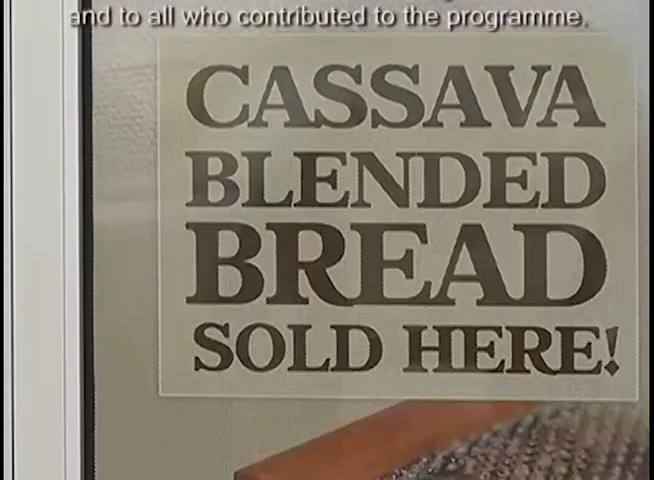 and to all who contributed to the programme.
CASSAVA
BLENDED
BREAD
SOLD HERE!